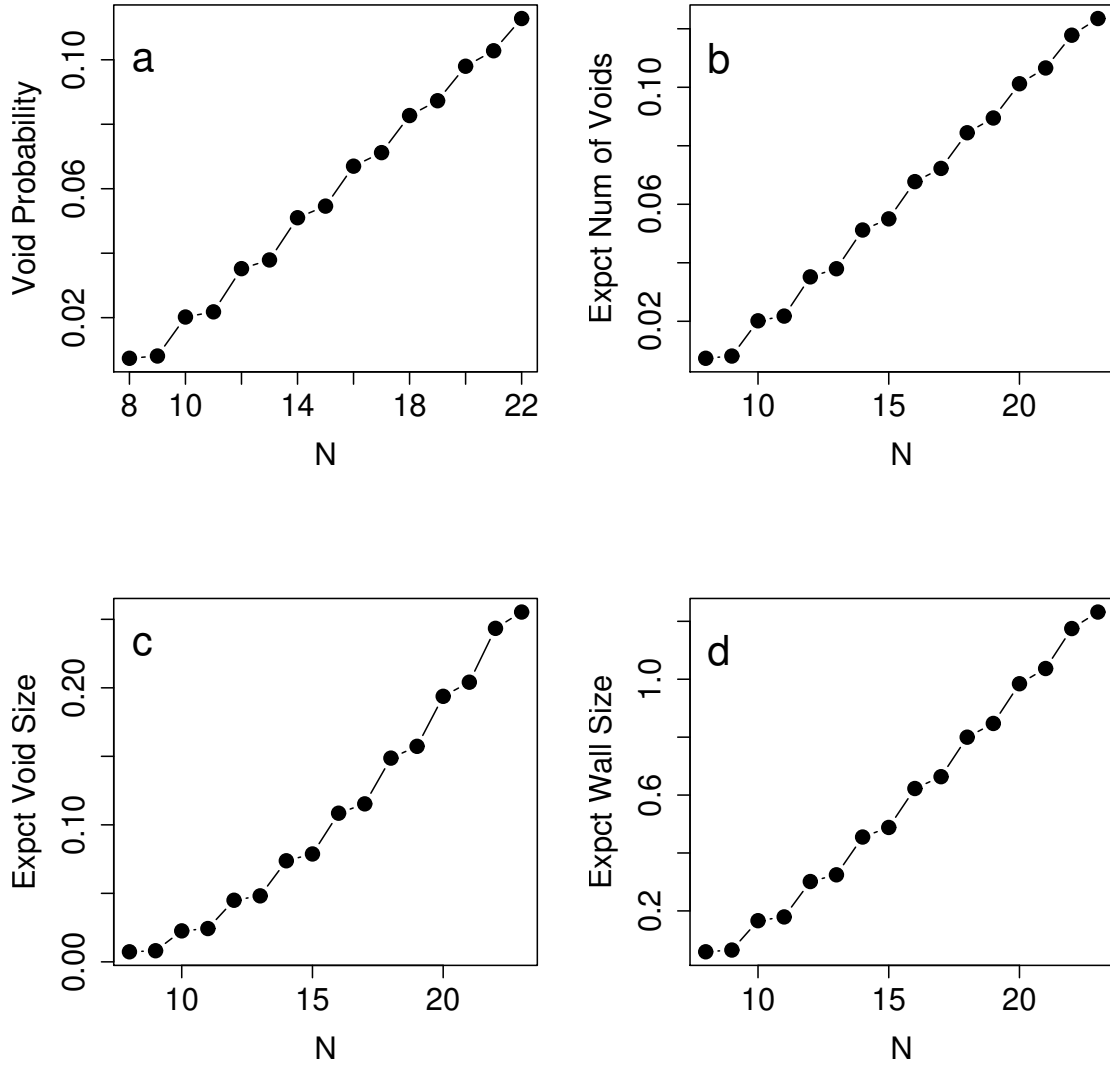 a
Void Probability
0.02 0.06 0.10
8 10 14 18 22
N
b
Expct Num of Voids
0.02 0.06 0.10
10 15 20
N
c
Expct Void Size
0.00 0.10 0.20
10 15 20
N
d
Expct Wall Size
0.2 0.6 1.0
10 15 20
N